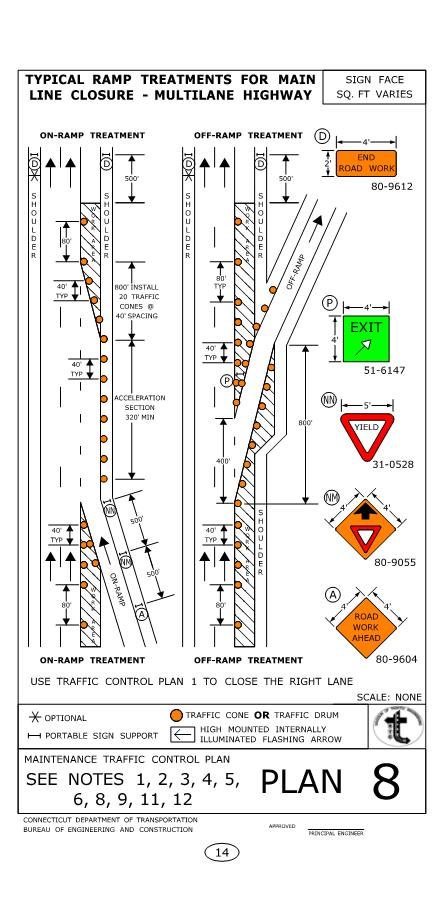 TYPICAL RAMP TREATMENTS FOR MAIN
LINE CLOSURE - MULTILANE HIGHWAY
SIGN FACE
SQ. FT VARIES
ON-RAMP TREATMENT
OFF-RAMP TREATMENT
D
D
D
D
SHOULDER
SHOULDER
SHOULDER
WORK AREA
WORK AREA
500'
500'
80'
40'
TYP
800' INSTALL
20 TRAFFIC
CONES @
40' SPACING
40'
TYP
ACCELERATION
SECTION
320' MIN
NN
500'
NM
500'
A
ON-RAMP
40'
TYP
80'
WORK AREA
80'
TYP
40'
TYP
P
OFF-RAMP
800'
400'
SHOULDER
40'
TYP
80'
D
4'
2'
END
ROAD WORK
80-9612
P
4'
4'
EXIT
51-6147
NN
5'
YIELD
31-0528
NM
4'
4'
80-9055
A
4'
4'
ROAD
WORK
AHEAD
80-9604
ON-RAMP TREATMENT
OFF-RAMP TREATMENT
USE TRAFFIC CONTROL PLAN 1 TO CLOSE THE RIGHT LANE
SCALE: NONE
OPTIONAL
PORTABLE SIGN SUPPORT
TRAFFIC CONE OR TRAFFIC DRUM
HIGH MOUNTED INTERNALLY
ILLUMINATED FLASHING ARROW
MAINTENANCE TRAFFIC CONTROL PLAN
SEE NOTES 1, 2, 3, 4, 5,
6, 8, 9, 11, 12
PLAN 8
CONNECTICUT DEPARTMENT OF TRANSPORTATION
BUREAU OF ENGINEERING AND CONSTRUCTION
APPROVED
PRINCIPAL ENGINEER
14